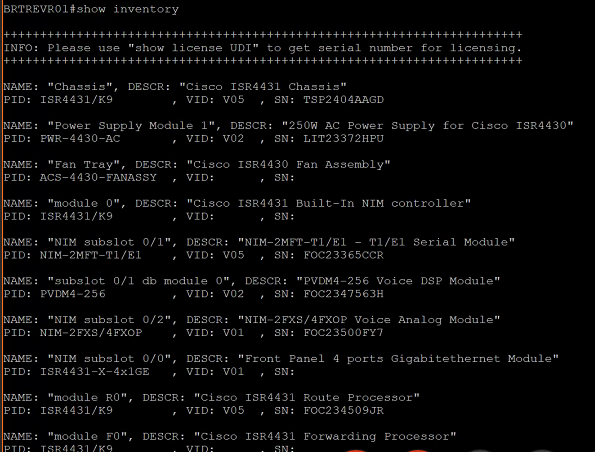 BRTREVR01#show inventory
+++++++++++++++++++++++++++++++++++++++++++++++++++++++++++++++++++++++
INFO: Please use "show license UDI" to get serial number for licensing.
+++++++++++++++++++++++++++++++++++++++++++++++++++++++++++++++++++++++
NAME: "Chassis", DESCR: "Cisco ISR4431 Chassis"
PID: ISR4431/K9        , VID: V05  , SN: TSP2404AAGD
NAME: "Power Supply Module 1", DESCR: "250W AC Power Supply for Cisco ISR4430"
PID: PWR-4430-AC       , VID: V02  , SN: LIT23372HPU
NAME: "Fan Tray", DESCR: "Cisco ISR4430 Fan Assembly"
PID: ACS-4430-FANASSY  , VID:      , SN:
NAME: "module 0", DESCR: "Cisco ISR4431 Built-In NIM controller"
PID: ISR4431/K9        , VID:      , SN:
NAME: "NIM subslot 0/1", DESCR: "NIM-2MFT-T1/E1 - T1/E1 Serial Module"
PID: NIM-2MFT-T1/E1    , VID: V05  , SN: FOC23365CCR
NAME: "subslot 0/1 db module 0", DESCR: "PVDM4-256 Voice DSP Module"
PID: PVDM4-256         , VID: V02  , SN: FOC2347563H
NAME: "NIM subslot 0/2", DESCR: "NIM-2FXS/4FXOP Voice Analog Module"
PID: NIM-2FXS/4FXOP    , VID: V01  , SN: FOC23500FY7
NAME: "NIM subslot 0/0", DESCR: "Front Panel 4 ports Gigabitethernet Module"
PID: ISR4431-X-4x1GE   , VID: V01  , SN:
NAME: "module R0", DESCR: "Cisco ISR4431 Route Processor"
PID: ISR4431/K9        , VID: V05  , SN: FOC234509JR
NAME: "module F0", DESCR: "Cisco ISR4431 Forwarding Processor"
PID: ISR4431/K9        , VID:      , SN: